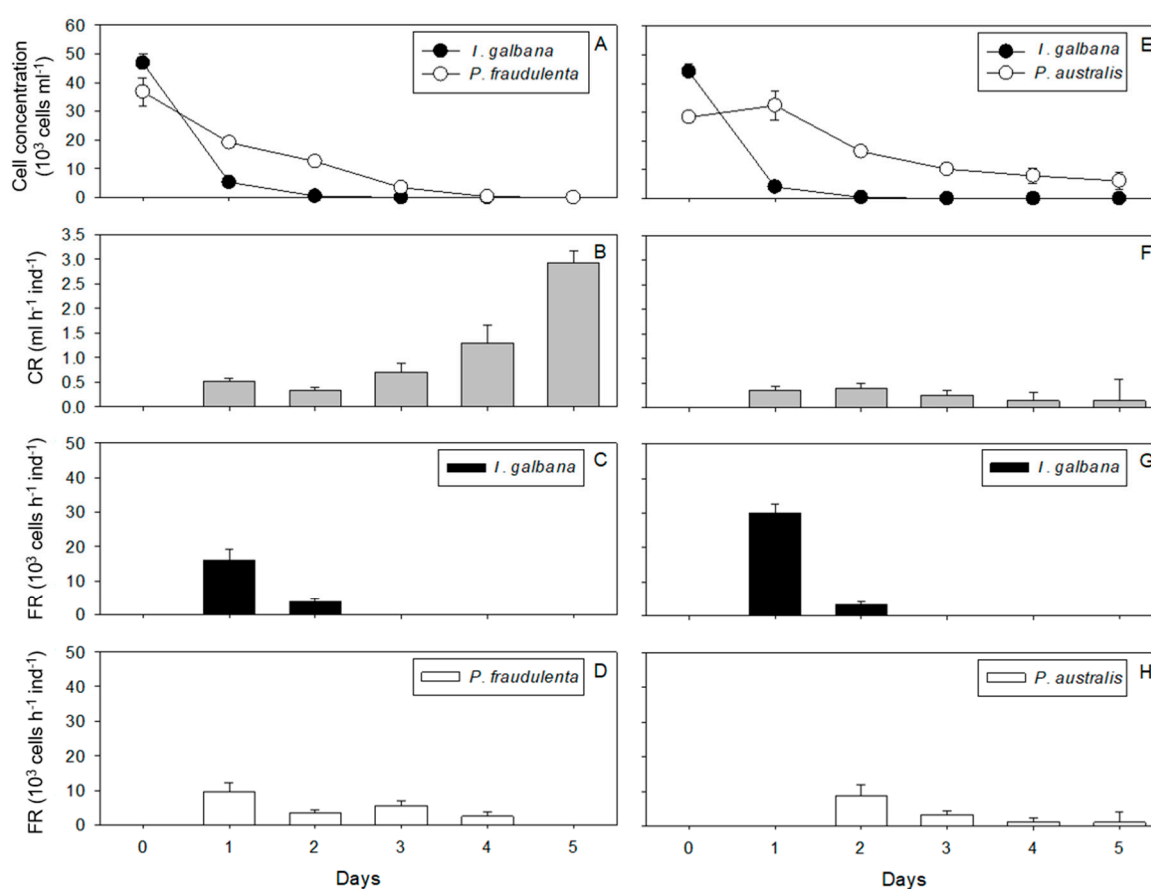 60
50
40
30
20
10
0
Cell concentration
(10³ cells ml⁻¹)
I. galbana
P. fraudulenta
A
I. galbana
P. australis
E
3.5
3.0
2.5
2.0
1.5
1.0
0.5
0.0
CR (ml h⁻¹ ind⁻¹)
B
F
50
40
30
20
10
0
FR (10³ cells h⁻¹ ind⁻¹)
I. galbana
C
I. galbana
G
50
40
30
20
10
0
FR (10³ cells h⁻¹ ind⁻¹)
P. fraudulenta
D
P. australis
H
0 1 2 3 4 5
0 1 2 3 4 5
Days
Days